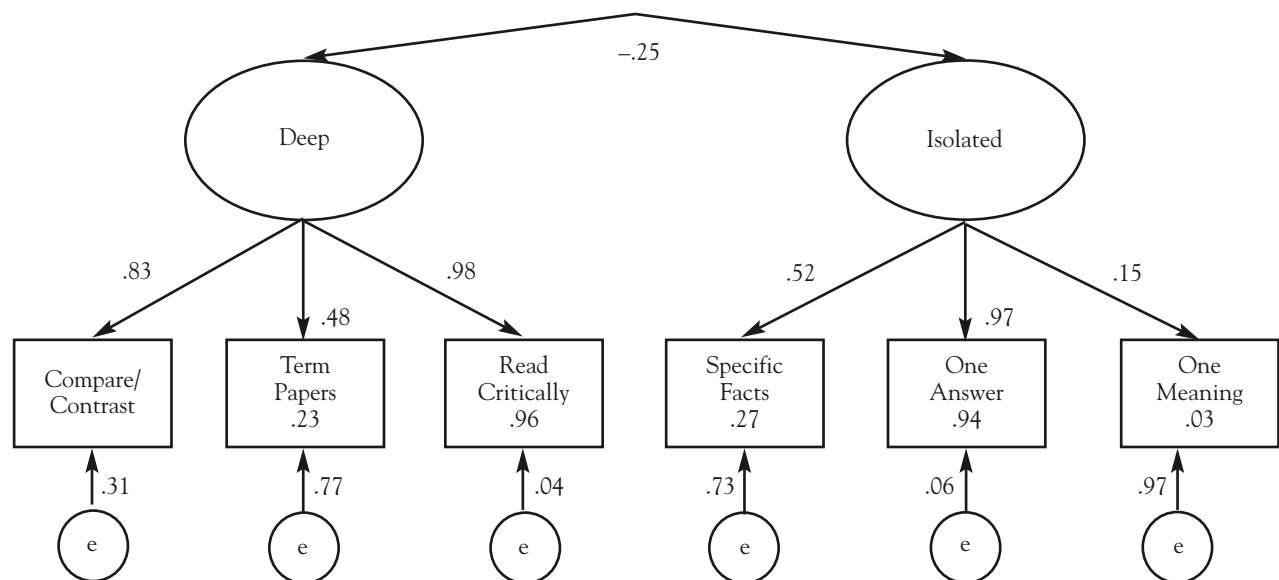 –.25
Deep
Isolated
.83
.48
.98
.52
.97
.15
Compare/
Contrast
Term
Papers
.23
Read
Critically
.96
Specific
Facts
.27
One
Answer
.94
One
Meaning
.03
.31
.77
.04
.73
.06
.97
e
e
e
e
e
e